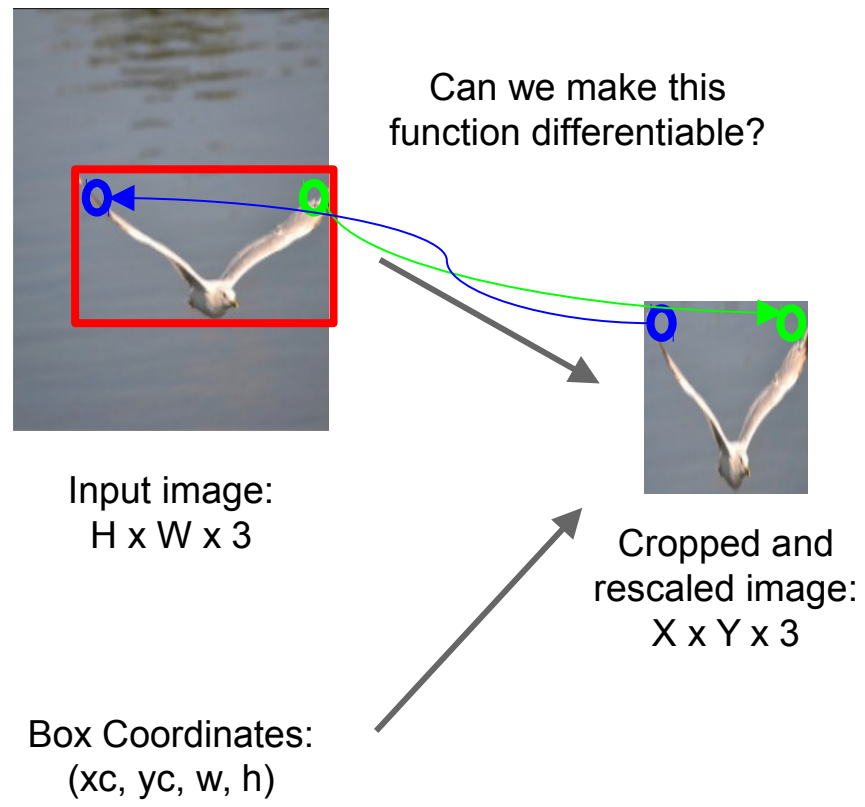 Can we make this
function differentiable?
Input image:
H x W x 3
Cropped and
rescaled image:
X x Y x 3
Box Coordinates:
(xc, yc, w, h)